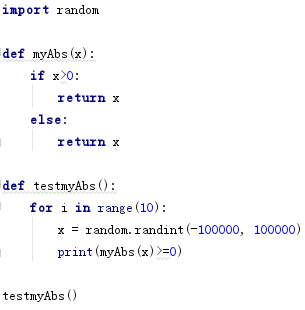 import random
def myAbs(x):
    if x>0:
        return x
    else:
        return x
def testmyAbs():
    for i in range(10):
        x = random.randint(-100000, 100000)
        print(myAbs(x)>=0)
testmyAbs()